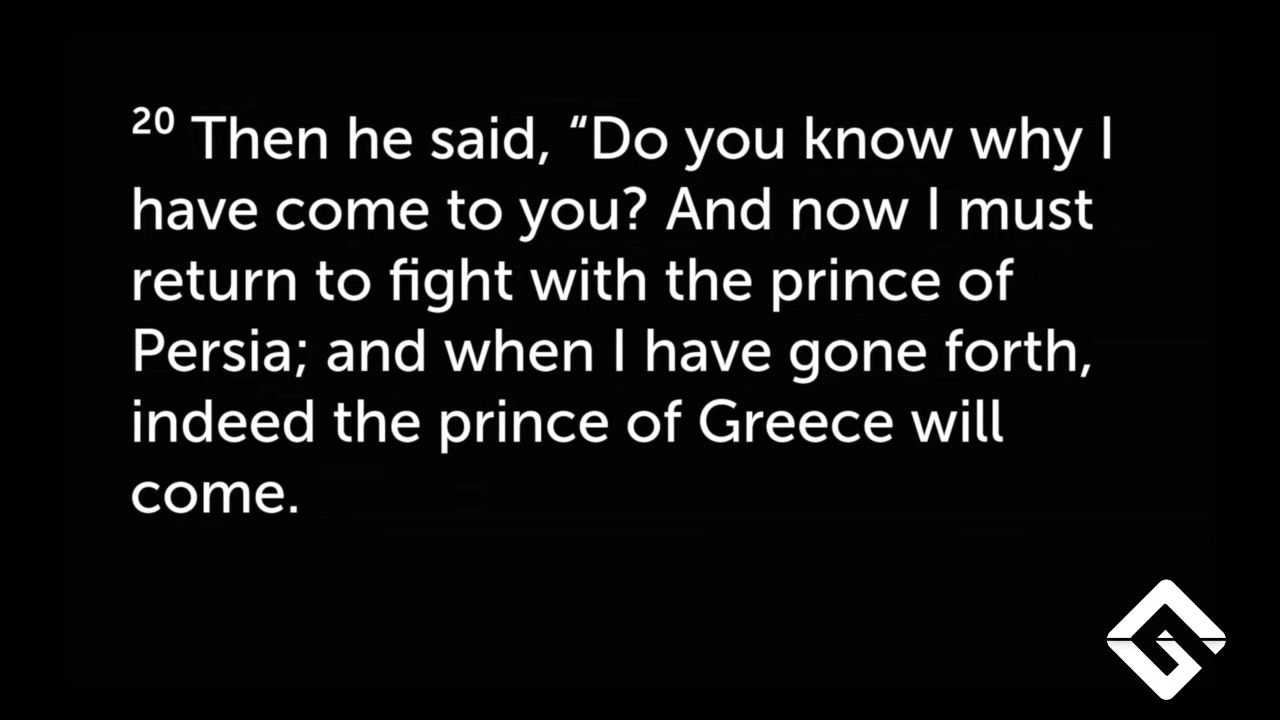 20 Then he said, “Do you know why I
have come to you? And now I must
return to fight with the prince of
Persia; and when I have gone forth,
indeed the prince of Greece will
come.